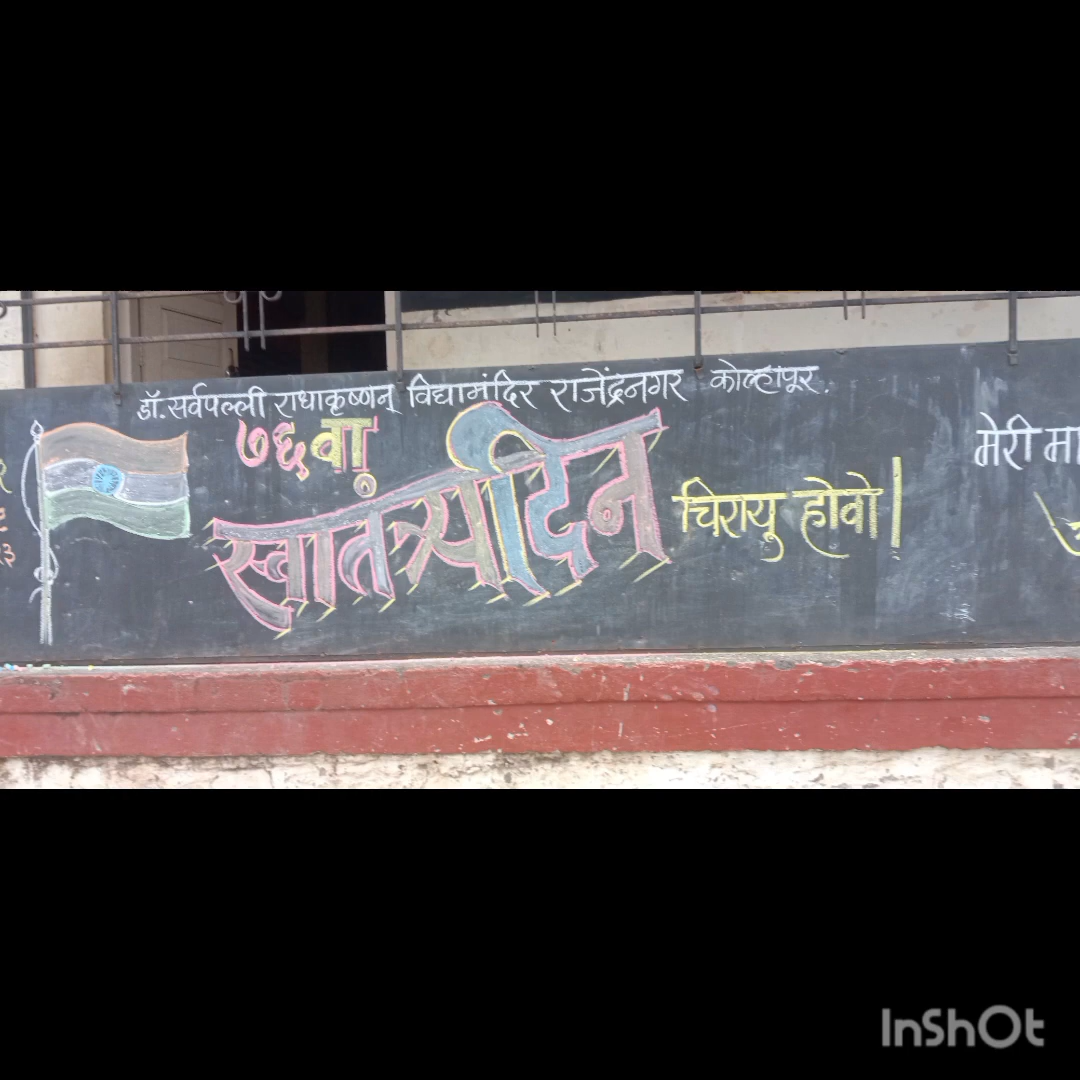 डॉ. सर्वपल्ली राधाकृष्णन् विद्यामंदिर राजेंद्रनगर कोल्हापूर.
७६वा
स्वातंत्र्यदिन
चिरायु होवो|
मेरी
InShOt